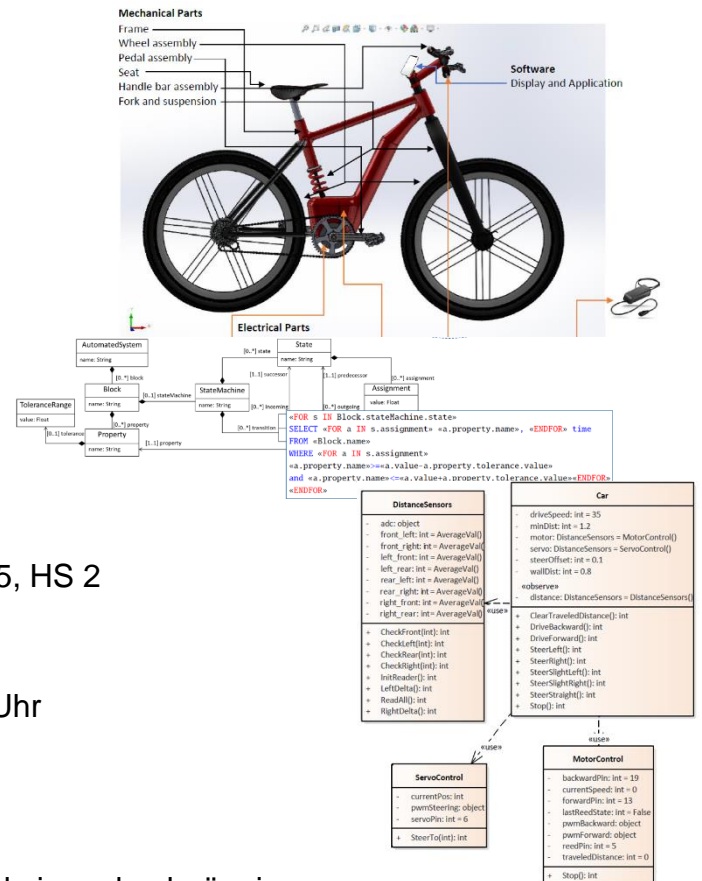 Mechanical Parts
Frame
Wheel assembly
Pedal assembly
Seat
Handle bar assembly
Fork and suspension
Software
Display and Application
Electrical Parts
AutomatedSystem
name: String
[0..*] block
Block
name: String
[1..1] stateMachine
StateMachine
name: String
[0..*] state
State
name: String
[1..1] successor
[1..1] predecessor
[0..*] assignment
Assignment
value: Float
[0..*] incoming
[0..*] outgoing
[0..*] transition
ToleranceRange
value: Float
[0..1] tolerance
[0..*] property
Property
name: String
[1..1] property
«FOR s IN Block.stateMachine.state»
SELECT «FOR a IN s.assignment» «a.property.name», «ENDFOR» time
FROM «Block.name»
WHERE «FOR a IN s.assignment»
«a.property.name»>=«a.value-a.property.tolerance.value»
and «a.property.name»<=«a.value+a.property.tolerance.value»«ENDFOR»
«ENDFOR»
DistanceSensors
- adc: object
- front_left: int = AverageVal()
- front_right: int = AverageVal()
- left_front: int = AverageVal()
- left_rear: int = AverageVal()
- rear_left: int = AverageVal()
- rear_right: int = AverageVal()
- right_front: int = AverageVal()
- right_rear: int = AverageVal()
+ CheckFront(int): int
+ CheckLeft(int): int
+ CheckRear(int): int
+ CheckRight(int): int
+ InitReader(): int
+ LeftDelta(): int
+ ReadAll(): int
+ RightDelta(): int
«use»
Car
- driveSpeed: int = 35
- minDist: int = 1.2
- motor: DistanceSensors = MotorControl()
- servo: DistanceSensors = ServoControl()
- steerOffset: int = 0.1
- wallDist: int = 0.8
«observe»
- distance: DistanceSensors = DistanceSensors()
+ ClearTraveledDistance(): int
+ DriveBackward(): int
+ DriveForward(): int
+ SteerLeft(): int
+ SteerRight(): int
+ SteerSlightLeft(): int
+ SteerSlightRight(): int
+ SteerStraight(): int
+ Stop(): int
5, HS 2
Uhr
«use»
«use»
ServoControl
- currentPos: int
- pwmSteering: object
- servoPin: int = 6
+ SteerTo(int): int
MotorControl
- backwardPin: int = 19
- currentSpeed: int = 0
- forwardPin: int = 13
- lastReedState: int = False
- pwmBackward: object
- pwmForward: object
- reedPin: int = 5
- traveledDistance: int = 0
+ Stop(): int